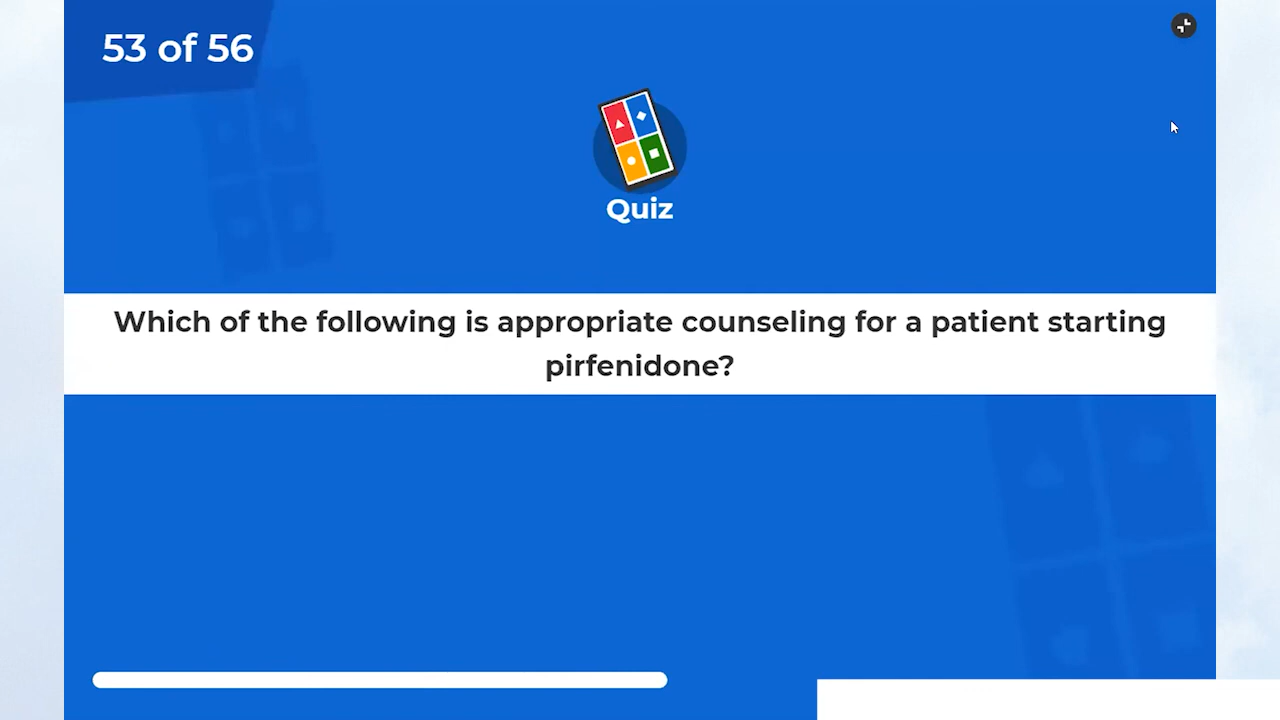 53 of 56
Quiz
Which of the following is appropriate counseling for a patient starting
pirfenidone?